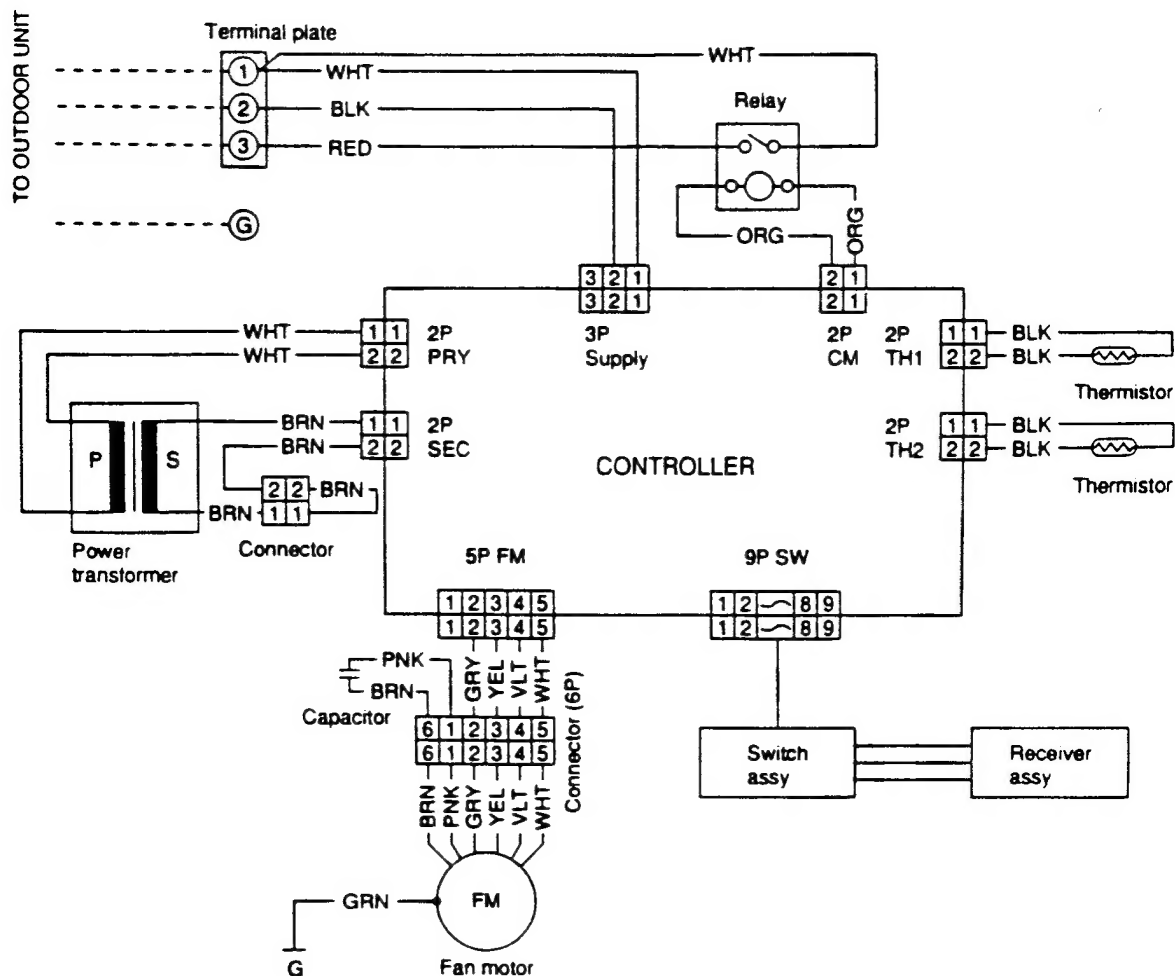 TO OUTDOOR UNIT
Terminal plate
WHT
1
WHT
2
BLK
Relay
3
RED
G
ORG
ORG
3 2 1
3 2 1
2 1
2 1
WHT
1 1
2P
3P
2P
2P
1 1
BLK
WHT
2 2
PRY
Supply
CM
TH1
2 2
BLK
Thermistor
BRN
1 1
2P
2P
1 1
BLK
BRN
2 2
SEC
TH2
2 2
BLK
P
S
CONTROLLER
Thermistor
2 2
BRN
BRN
1 1
Connector
Power
transformer
5P FM
9P SW
1 2 3 4 5
1 2 3 4 5
1 2 8 9
1 2 8 9
PNK
GRY
YEL
VLT
WHT
BRN
Capacitor
Connector (6P)
6 1 2 3 4 5
6 1 2 3 4 5
Switch
assy
Receiver
assy
BRN
PNK
GRY
YEL
VLT
WHT
GRN
FM
G
Fan motor